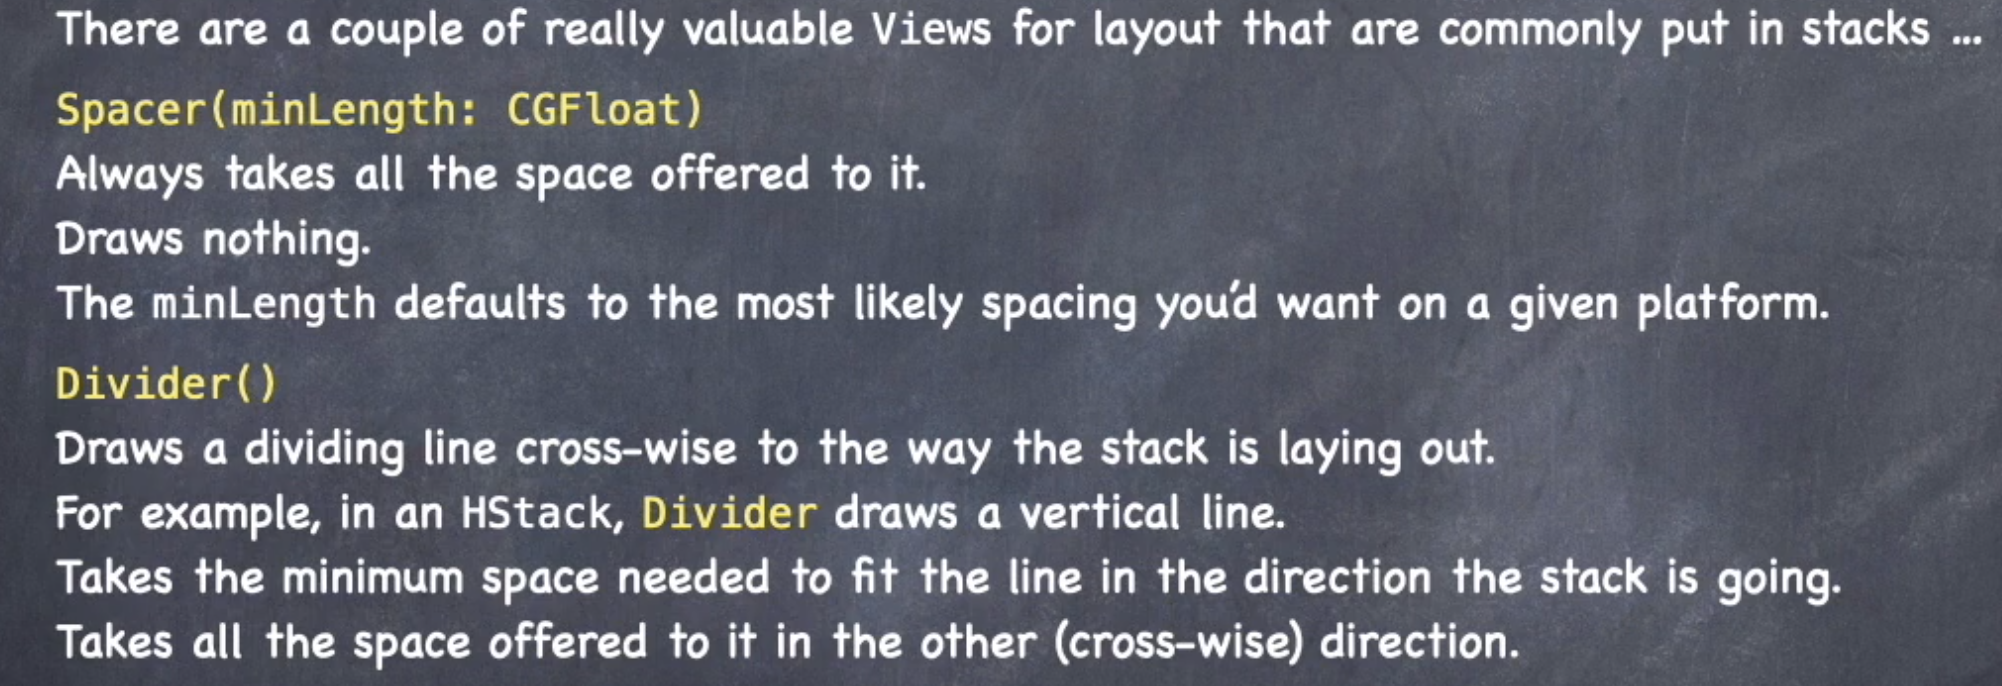 There are a couple of really valuable Views for layout that are commonly put in stacks ...
Spacer(minLength: CGFloat)
Always takes all the space offered to it.
Draws nothing.
The minLength defaults to the most likely spacing you'd want on a given platform.
Divider()
Draws a dividing line cross-wise to the way the stack is laying out.
For example, in an HStack, Divider draws a vertical line.
Takes the minimum space needed to fit the line in the direction the stack is going.
Takes all the space offered to it in the other (cross-wise) direction.